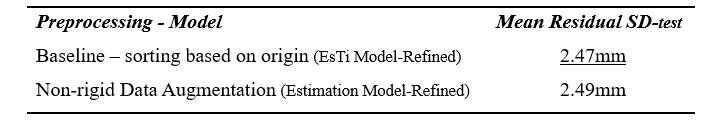 Preprocessing - Model Mean Residual SD-test
Baseline – sorting based on origin (EsTi Model-Refined) 2.47mm
Non-rigid Data Augmentation (Estimation Model-Refined) 2.49mm